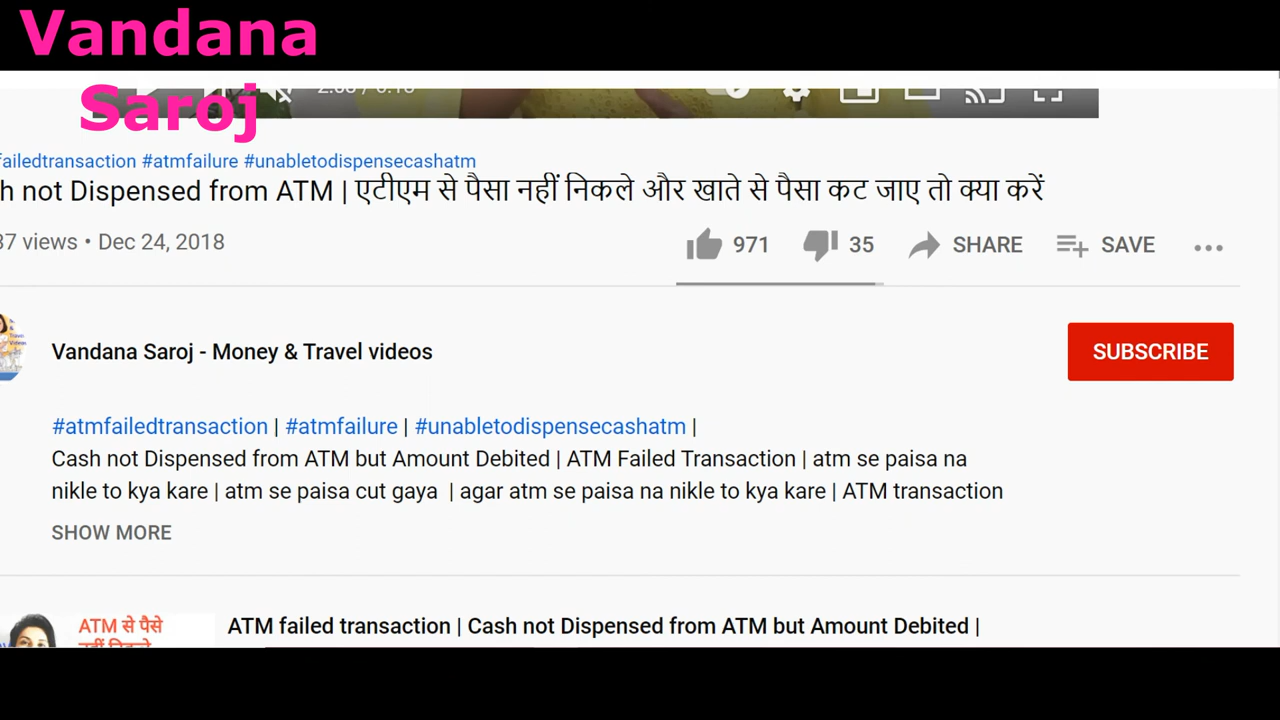 Vandana
Saroj
failedtransaction #atmfailure #unabletodispensecashatm
h not Dispensed from ATM | एटीएम से पैसा नहीं निकले और खाते से पैसा कट जाए तो क्या करें
37 views • Dec 24, 2018
971 35 SHARE SAVE
Vandana Saroj - Money & Travel videos
SUBSCRIBE
#atmfailedtransaction | #atmfailure | #unabletodispensecashatm |
Cash not Dispensed from ATM but Amount Debited | ATM Failed Transaction | atm se paisa na
nikle to kya kare | atm se paisa cut gaya | agar atm se paisa na nikle to kya kare | ATM transaction
SHOW MORE
ATM से पैसे
ATM failed transaction | Cash not Dispensed from ATM but Amount Debited |